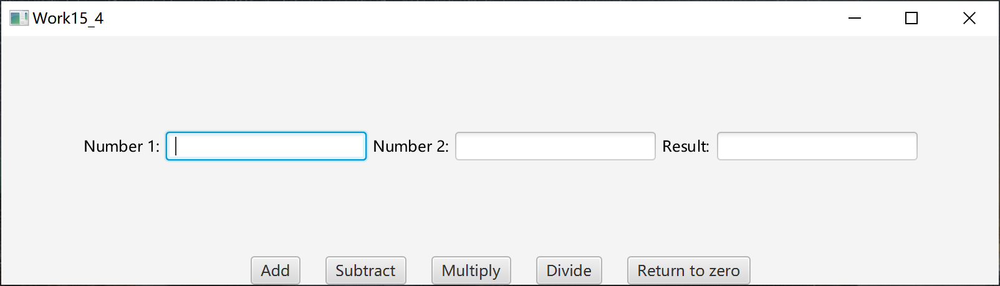 Work15_4
Number 1: Number 2: Result:
Add Subtract Multiply Divide Return to zero